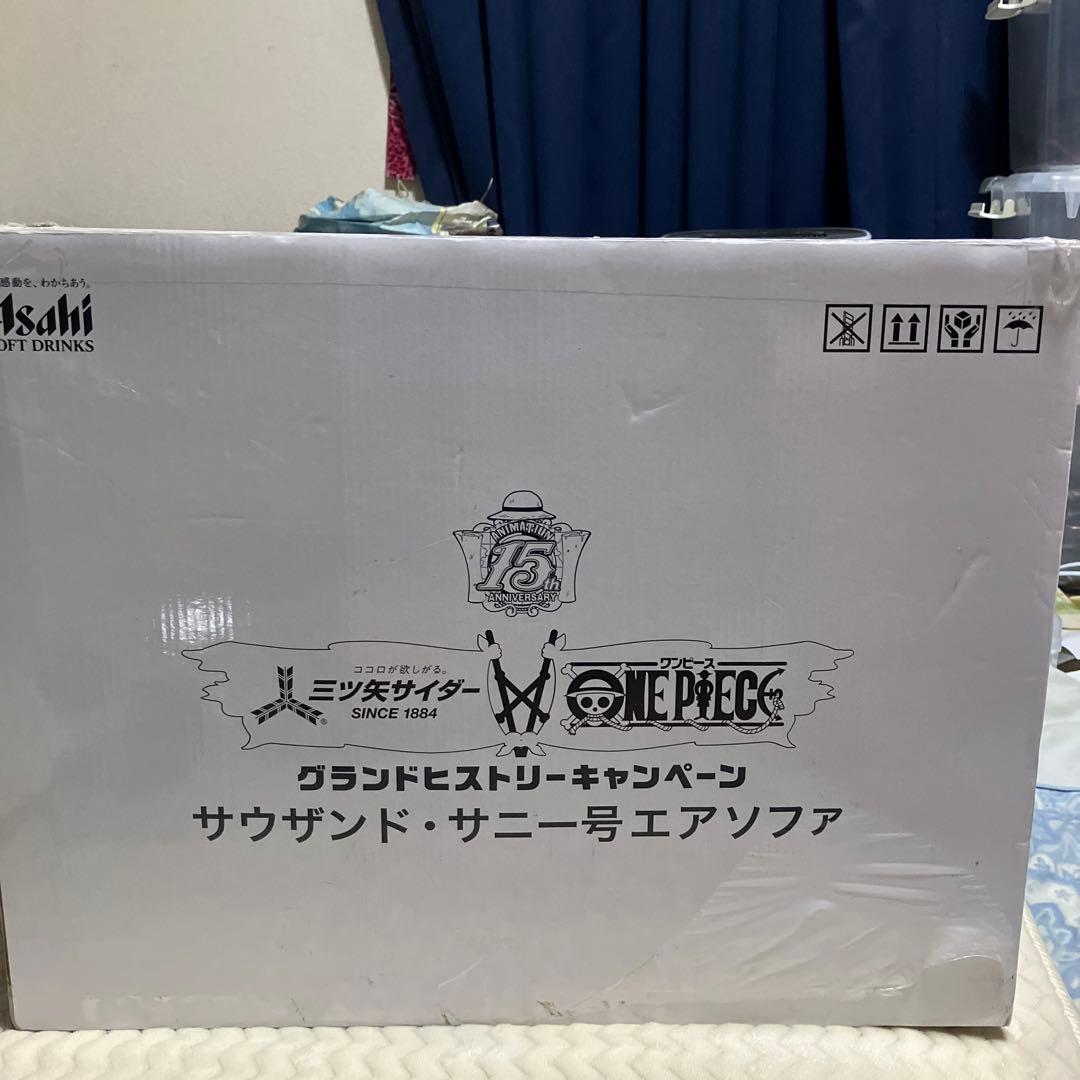 感動を、わかちあう。
Asahi
OFT DRINKS
ANIMATION
15th
ANNIVERSARY
ココロが欲しがる。
三ツ矢サイダー
®
SINCE 1884
ワンピース
ONE PIECE
グランドヒストリーキャンペーン
サウザンド・サニー号エアソファ